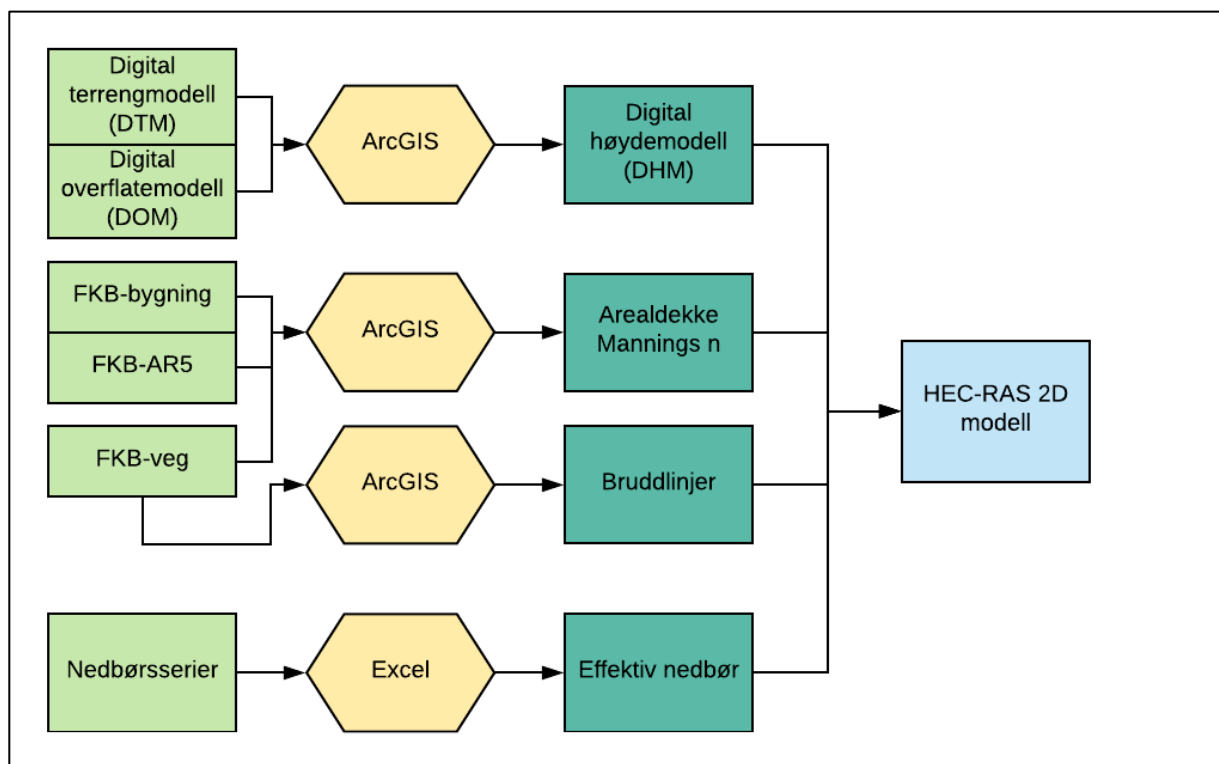 Digital
terrengmodell
(DTM)
Digital
overflatemodell
(DOM)
ArcGIS
Digital
høydemodell
(DHM)
FKB-bygning
FKB-AR5
ArcGIS
Arealdekke
Mannings n
HEC-RAS 2D
modell
FKB-veg
ArcGIS
Bruddlinjer
Nedbørsserier
Excel
Effektiv nedbør